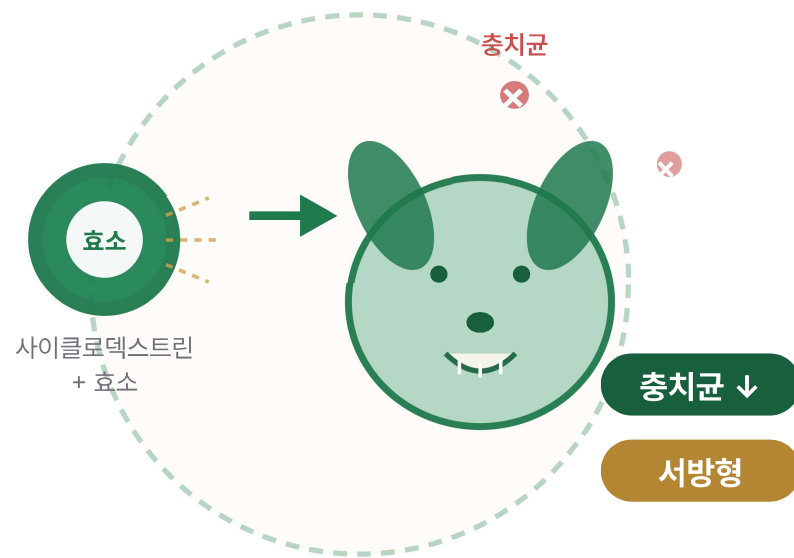 충치균
효소
사이클로덱스트린
+ 효소
충치균 ↓
서방형